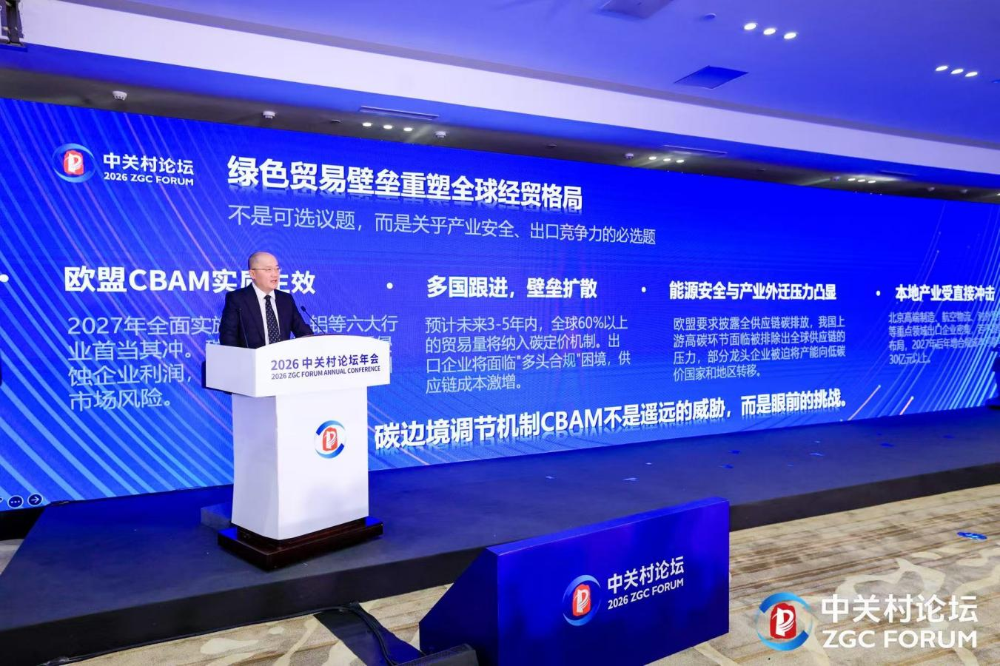 中关村论坛
2026 ZGC FORUM
绿色贸易壁垒重塑全球经贸格局
不是可选议题，而是关乎产业安全、出口竞争力的必选题
欧盟CBAM实质生效
2027年全面实施 铝等六大行
业首当其冲。
蚀企业利润，
市场风险。
多国跟进，壁垒扩散
预计未来3-5年内，全球60%以上
的贸易量将纳入碳定价机制。出
口企业将面临"多头合规"困境，供
应链成本激增。
能源安全与产业外迁压力凸显
欧盟要求披露全供应链碳排放，我国上
游高碳环节面临被排除出全球供应链的
压力，部分龙头企业被迫将产能向低碳
价国家和地区转移。
本地产业受直接冲击
北京高端制造、航空物流、
等重点领域出口企业密集，
布局，2027年后年增合规成本
30亿元以上。
碳边境调节机制CBAM不是遥远的威胁，而是眼前的挑战。
2026 中关村论坛年会
2026 ZGC FORUM ANNUAL CONFERENCE
中关村论坛
2026 ZGC FORUM
中关村论坛
ZGC FORUM